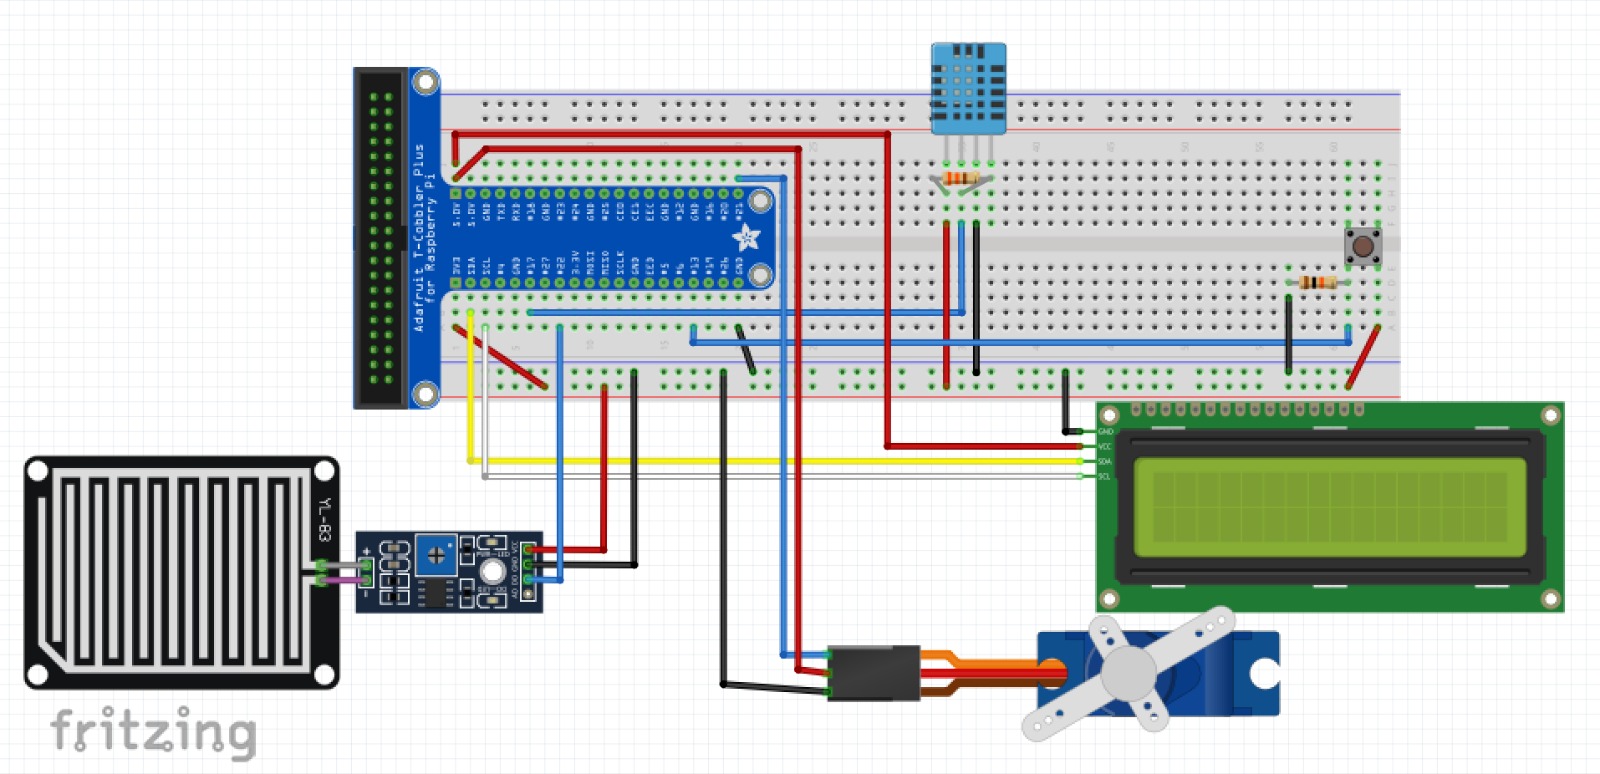 Adafruit T-Cobbler Plus
for Raspberry Pi
5.0V 5.0V GND TXD RXD #18 GND #23 #24 GND #25 CE0 CE1 EEC GND #12 GND #16 #20 #21
3V3 SDA SCL #4 GND #17 #27 #22 3.3V MOSI MISO SCLK GND EED #5 #6 #13 #19 #26 GND
GND
VCC
SDA
SCL
YL-83
+
-
PWR-LED
VCC
GND
DO
AO
fritzing